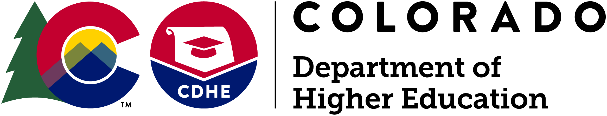 TM
CDHE
COLORADO
Department of
Higher Education